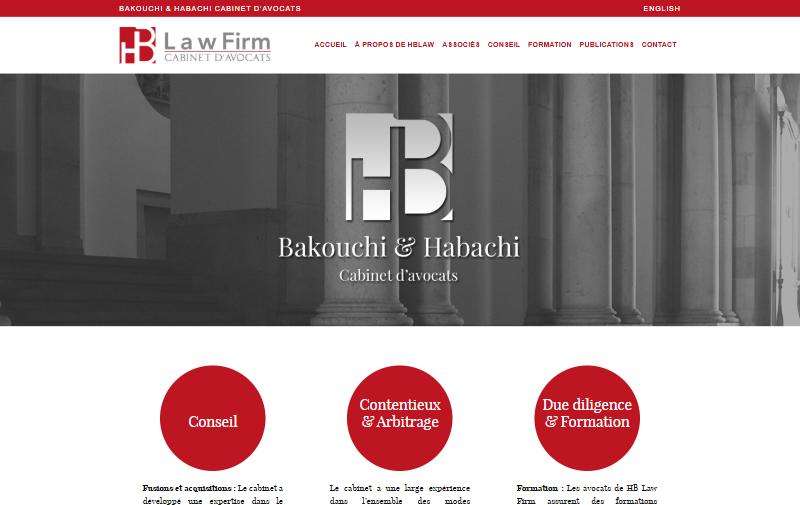 BAKOUCHI & HABACHI CABINET D'AVOCATS
ENGLISH
HB LawFirm
CABINET D'AVOCATS
ACCUEIL À PROPOS DE HBLAW ASSOCIÉS CONSEIL FORMATION PUBLICATIONS CONTACT
HB
Bakouchi & Habachi
Cabinet d'avocats
Conseil
Contentieux
& Arbitrage
Due diligence
& Formation
Fusions et acquisitions : Le cabinet a
développé une expertise dans le
Le cabinet a une large expérience
dans l'ensemble des modes
Formation : Les avocats de HB Law
Firm assurent des formations